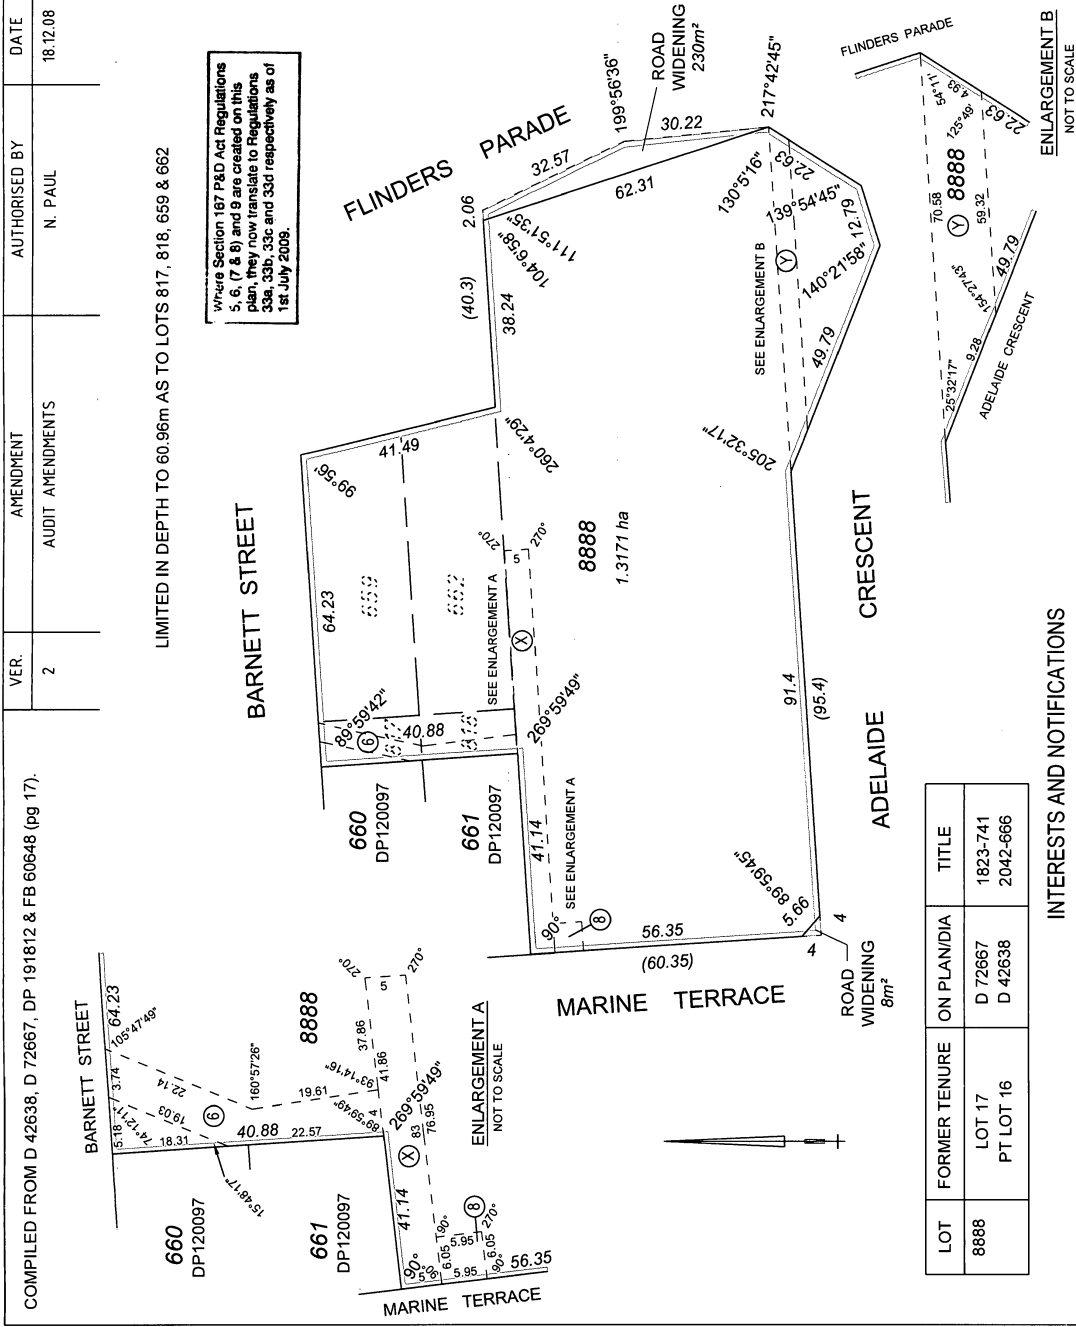 COMPILED FROM D 42638, D 72667, DP 191812 & FB 60648 (pg 17).
VER.
AMENDMENT
AUTHORISED BY
DATE
2
AUDIT AMENDMENTS
N. PAUL
18.12.08
LIMITED IN DEPTH TO 60.96m AS TO LOTS 817, 818, 659 & 662
Where Section 167 P&D Act Regulations
5, 6, (7 & 8) and 9 are created on this
plan, they now translate to Regulations
33a, 33b, 33c and 33d respectively as of
1st July 2009.
BARNETT STREET
FLINDERS PARADE
199°56'36"
ROAD
WIDENING
230m²
32.57
30.22
62.31
2.06
(40.3)
38.24
104°6'58"
111°51'35"
217°42'45"
130°5'16"
22.63
139°54'45"
12.79
140°21'58"
SEE ENLARGEMENT B
Y
49.79
205°32'17"
41.49
99°56'
260°4'29"
64.23
659
662
270°
5
270°
SEE ENLARGEMENT A
X
8888
1.3171 ha
89°59'42"
6
40.88
818
269°59'49"
660
DP120097
661
DP120097
41.14
SEE ENLARGEMENT A
90°
8
56.35
(60.35)
MARINE TERRACE
89°59'45"
5.66
4
4
ROAD
WIDENING
8m²
91.4
(95.4)
ADELAIDE CRESCENT
BARNETT STREET
64.23
105°47'49"
3.74
5.18
74°12'11"
22.14
19.03
6
160°57'26"
18.31
40.88
22.57
19.61
93°14'16"
89°59'49"
4
8888
37.86
41.86
270°
5
270°
269°59'49"
15°48'17"
660
DP120097
661
DP120097
X
83
76.95
41.14
90°
5
90°
6.05
90°
5.95
8
5.95
6.05
270°
90°
56.35
MARINE TERRACE
ENLARGEMENT A
NOT TO SCALE
FLINDERS PARADE
54°11'
4.93
125°49'
22.63
70.58
Y 8888
59.32
154°27'43"
49.79
25°32'17"
9.28
ADELAIDE CRESCENT
ENLARGEMENT B
NOT TO SCALE
LOT
FORMER TENURE
ON PLAN/DIA
TITLE
8888
LOT 17
D 72667
1823-741
PT LOT 16
D 42638
2042-666
INTERESTS AND NOTIFICATIONS